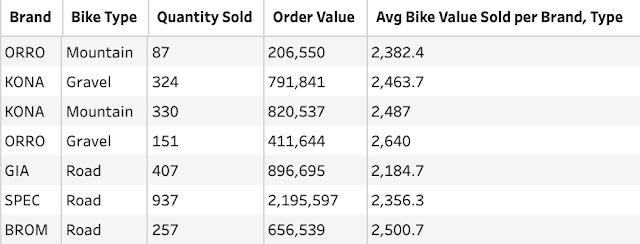 Brand Bike Type Quantity Sold Order Value Avg Bike Value Sold per Brand, Type
ORRO Mountain 87 206,550 2,382.4
KONA Gravel 324 791,841 2,463.7
KONA Mountain 330 820,537 2,487
ORRO Gravel 151 411,644 2,640
GIA Road 407 896,695 2,184.7
SPEC Road 937 2,195,597 2,356.3
BROM Road 257 656,539 2,500.7